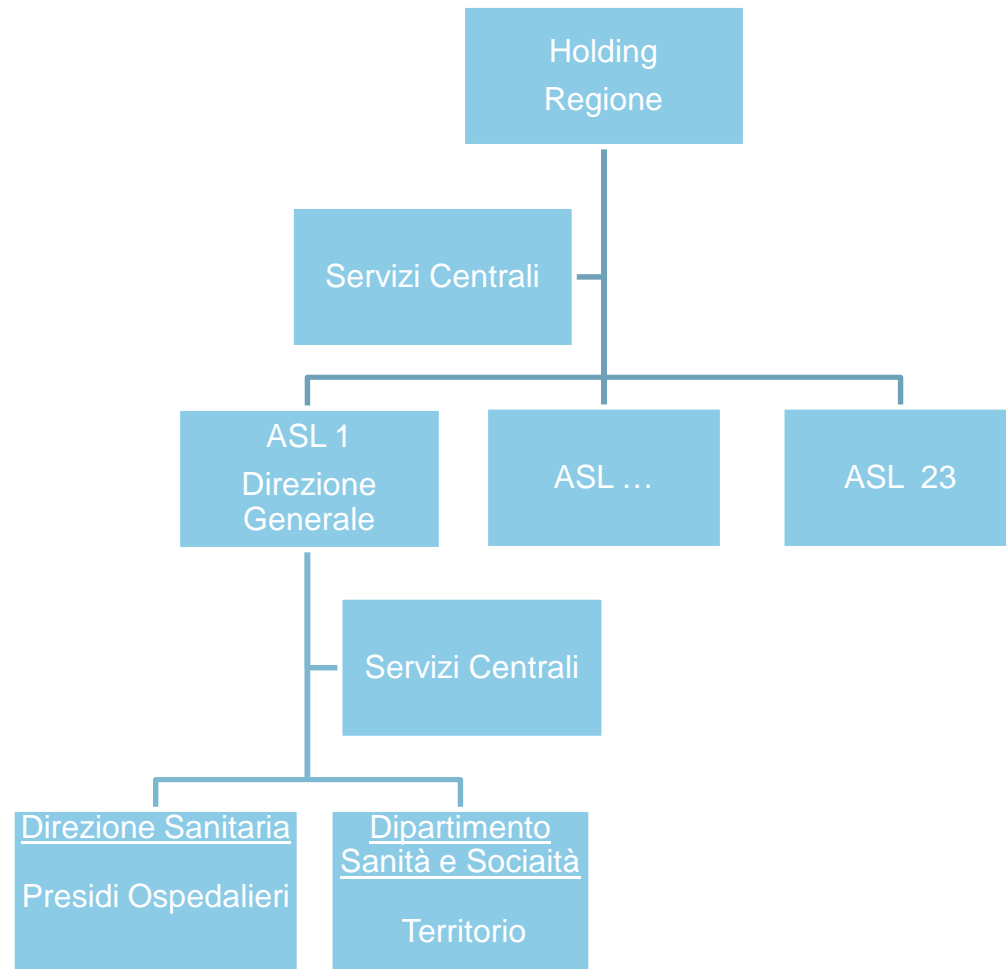 Holding
Regione
Servizi Centrali
ASL 1
Direzione
Generale
ASL …
ASL 23
Servizi Centrali
Direzione Sanitaria
Presidi Ospedalieri
Dipartimento
Sanità e Sociaità
Territorio